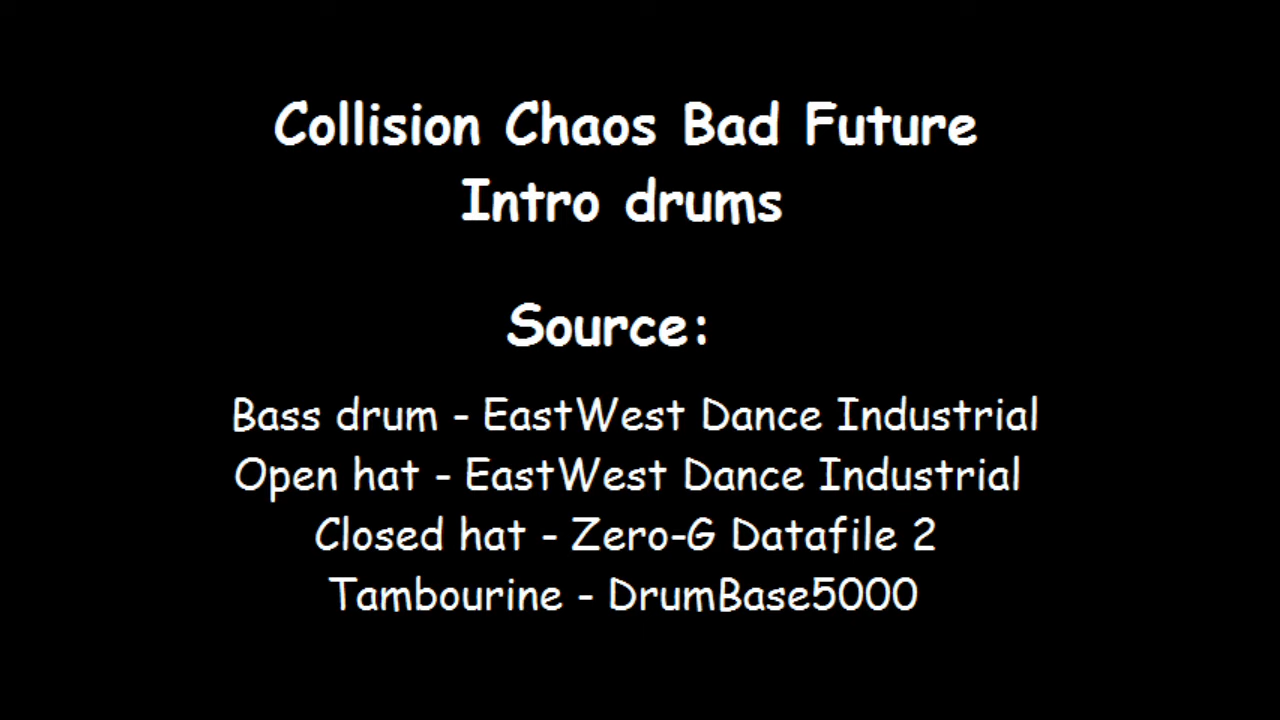 Collision Chaos Bad Future
Intro drums
Source:
Bass drum - EastWest Dance Industrial
Open hat - EastWest Dance Industrial
Closed hat - Zero-G Datafile 2
Tambourine - DrumBase5000